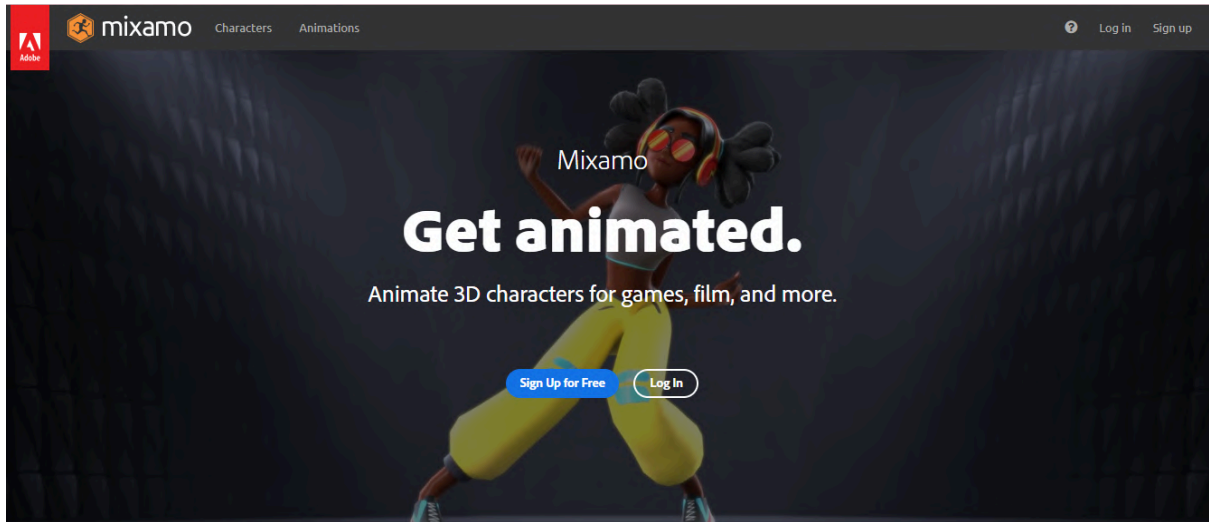 Adobe
mixamo
Characters
Animations
?
Log in
Sign up
Mixamo
Get animated.
Animate 3D characters for games, film, and more.
Sign Up for Free
Log In